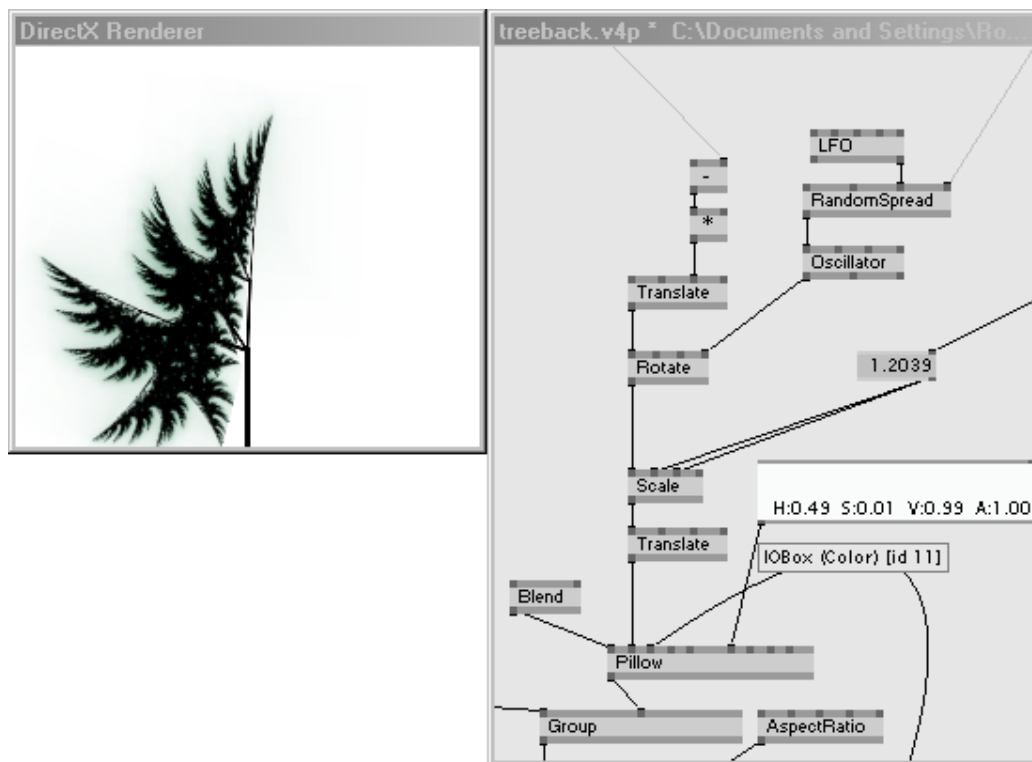 DirectX Renderer
treeback.v4p * C:\Documents and Settings\Ro...
LFO
-
RandomSpread
*
Oscillator
Translate
Rotate
1.2039
Scale
H:0.49 S:0.01 V:0.99 A:1.00
Translate
IOBox (Color) [id 11]
Blend
Pillow
Group
AspectRatio